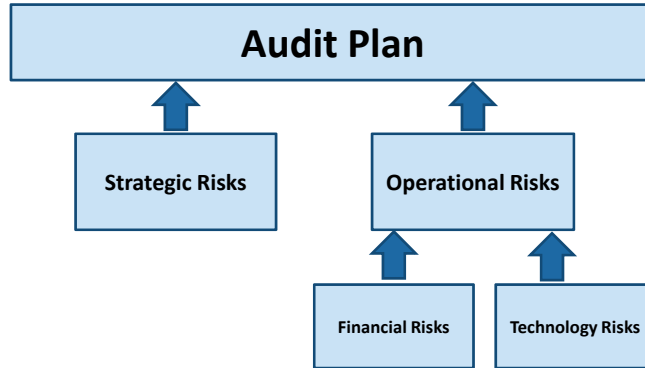 Audit Plan
Strategic Risks
Operational Risks
Financial Risks
Technology Risks